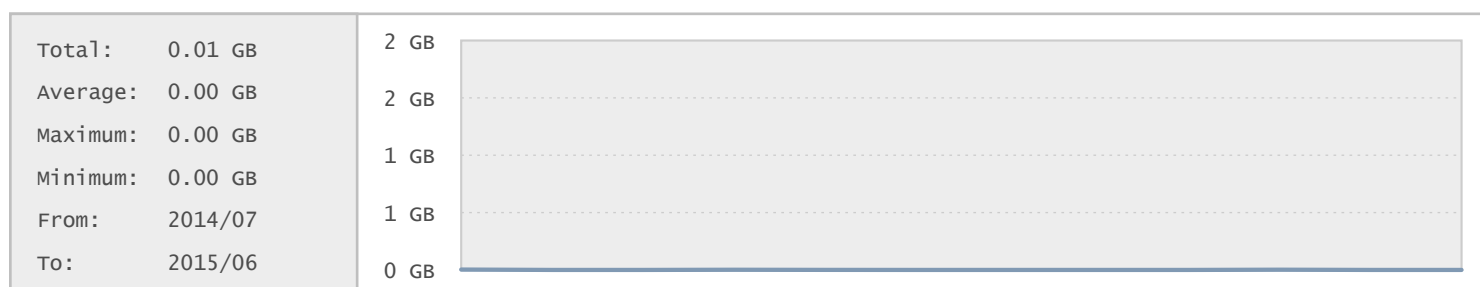 Total: 0.01 GB
Average: 0.00 GB
Maximum: 0.00 GB
Minimum: 0.00 GB
From: 2014/07
To: 2015/06
2 GB
2 GB
1 GB
1 GB
0 GB